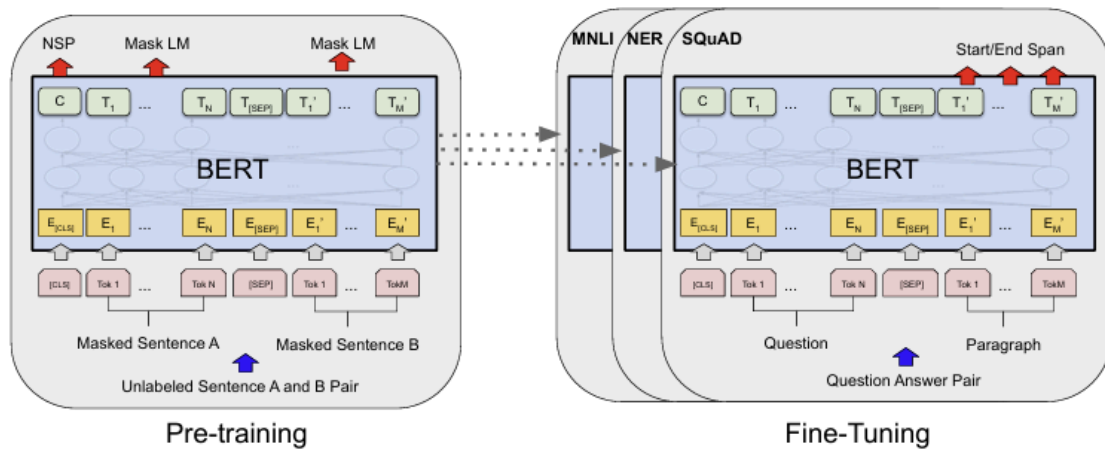 NSP Mask LM Mask LM
C T1 ... TN T[SEP] T1' ... TM'
BERT
E[CLS] E1 ... EN E[SEP] E1' ... EM'
[CLS] Tok 1 ... Tok N [SEP] Tok 1 ... TokM
Masked Sentence A Masked Sentence B
Unlabeled Sentence A and B Pair
Pre-training
MNLI NER SQuAD
Start/End Span
C T1 ... TN T[SEP] T1' ... TM'
BERT
E[CLS] E1 ... EN E[SEP] E1' ... EM'
[CLS] Tok 1 ... Tok N [SEP] Tok 1 ... TokM
Question Paragraph
Question Answer Pair
Fine-Tuning